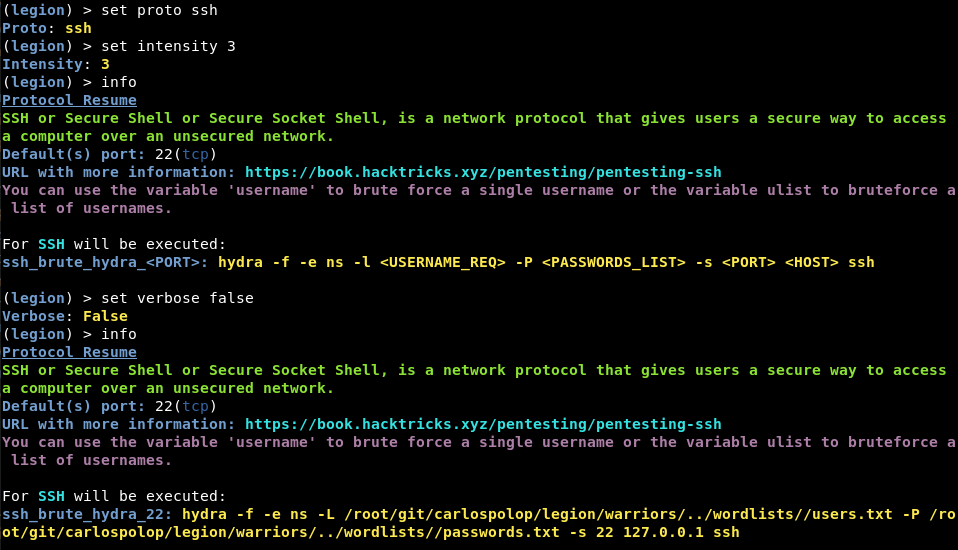 (legion) > set proto ssh
Proto: ssh
(legion) > set intensity 3
Intensity: 3
(legion) > info
Protocol Resume
SSH or Secure Shell or Secure Socket Shell, is a network protocol that gives users a secure way to access
a computer over an unsecured network.
Default(s) port: 22(tcp)
URL with more information: https://book.hacktricks.xyz/pentesting/pentesting-ssh
You can use the variable 'username' to brute force a single username or the variable ulist to bruteforce a
 list of usernames.

For SSH will be executed:
ssh_brute_hydra_<PORT>: hydra -f -e ns -l <USERNAME_REQ> -P <PASSWORDS_LIST> -s <PORT> <HOST> ssh

(legion) > set verbose false
Verbose: False
(legion) > info
Protocol Resume
SSH or Secure Shell or Secure Socket Shell, is a network protocol that gives users a secure way to access
a computer over an unsecured network.
Default(s) port: 22(tcp)
URL with more information: https://book.hacktricks.xyz/pentesting/pentesting-ssh
You can use the variable 'username' to brute force a single username or the variable ulist to bruteforce a
 list of usernames.

For SSH will be executed:
ssh_brute_hydra_22: hydra -f -e ns -L /root/git/carlospolop/legion/warriors/../wordlists//users.txt -P /ro
ot/git/carlospolop/legion/warriors/../wordlists//passwords.txt -s 22 127.0.0.1 ssh